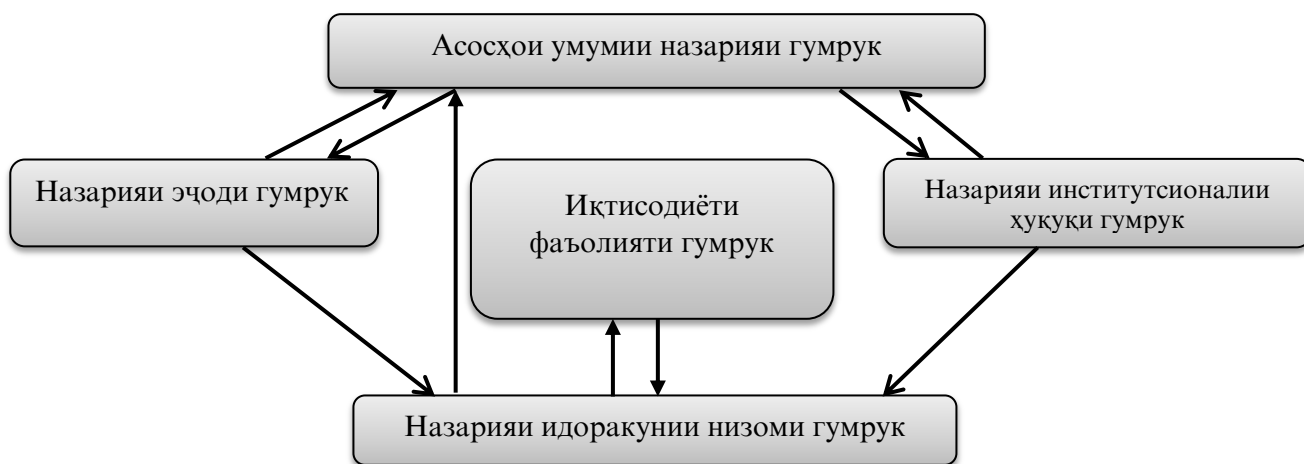 Асосҳои умумии назарияи гумрук
Назарияи эҷоди гумрук
Иқтисодиёти
фаъолияти гумрук
Назарияи институтсионалии
ҳуқуқи гумрук
Назарияи идоракунии низоми гумрук